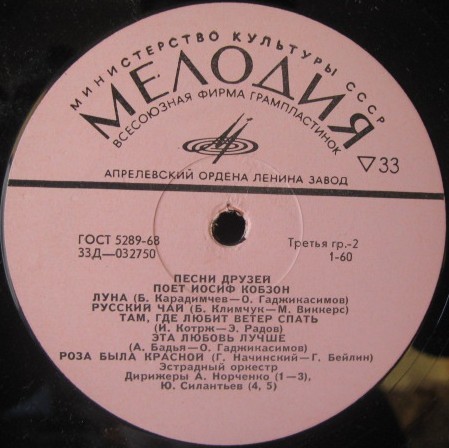 МИНИСТЕРСТВО КУЛЬТУРЫ СССР
МЕЛОДИЯ
ВСЕСОЮЗНАЯ ФИРМА ГРАМПЛАСТИНОК
▽33
АПРЕЛЕВСКИЙ ОРДЕНА ЛЕНИНА ЗАВОД
ГОСТ 5289-68
33Д—032750
Третья гр.-2
1-60
ПЕСНИ ДРУЗЕЙ
ПОЕТ ИОСИФ КОБЗОН
ЛУНА (Б. Карадимчев—О. Гаджикасимов)
РУССКИЙ ЧАЙ (Б. Климчук—М. Виккерс)
ТАМ, ГДЕ ЛЮБИТ ВЕТЕР СПАТЬ
(И. Котрж—Э. Радов)
ЭТА ЛЮБОВЬ ЛУЧШЕ
(А. Бадья—О. Гаджикасимов)
РОЗА БЫЛА КРАСНОЙ (Г. Начинский—Г. Бейлин)
Эстрадный оркестр
Дирижеры А. Норченко (1—3),
Ю. Силантьев (4, 5)